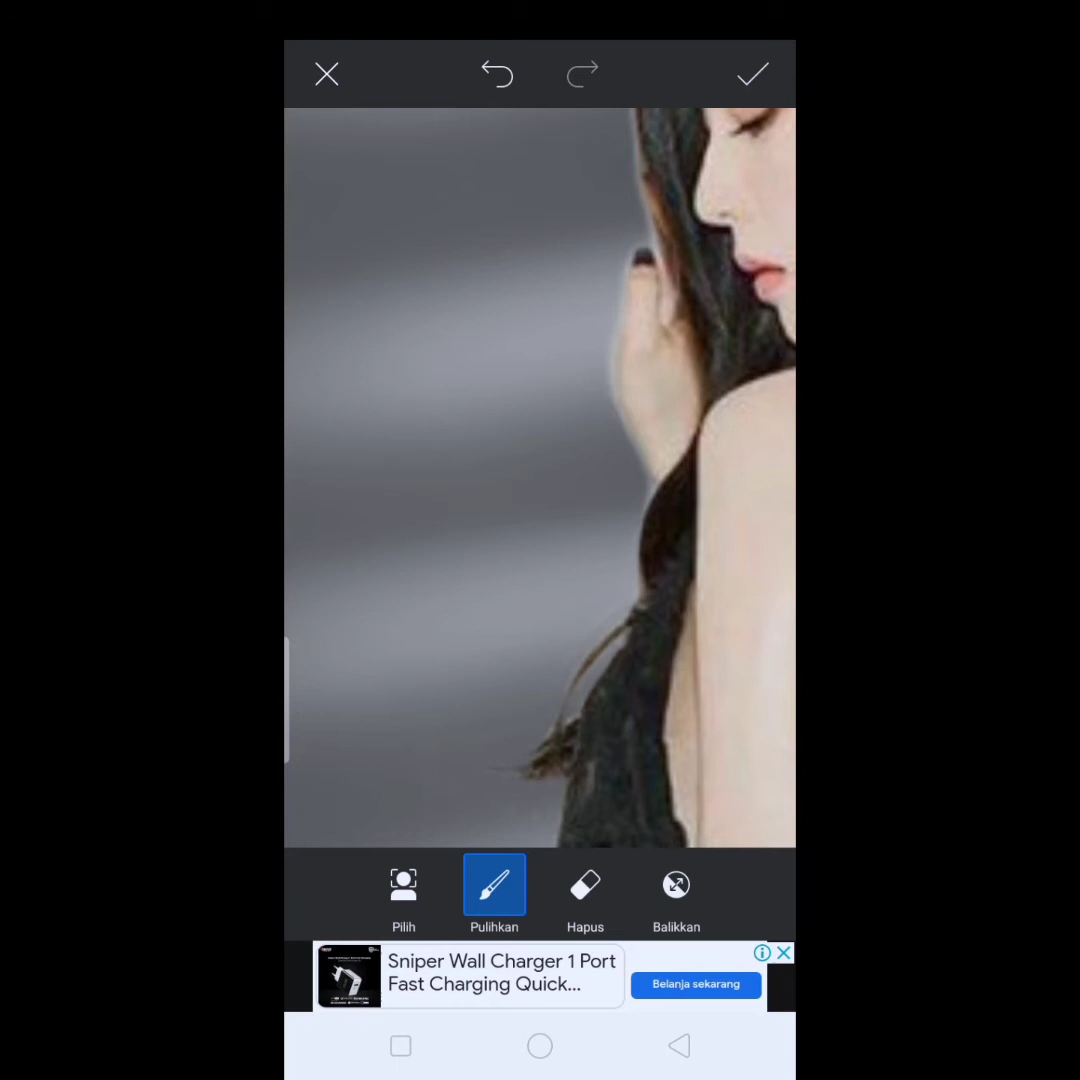 Pilih
Pulihkan
Hapus
Balikkan
Sniper Wall Charger 1 Port
Fast Charging Quick...
Belanja sekarang